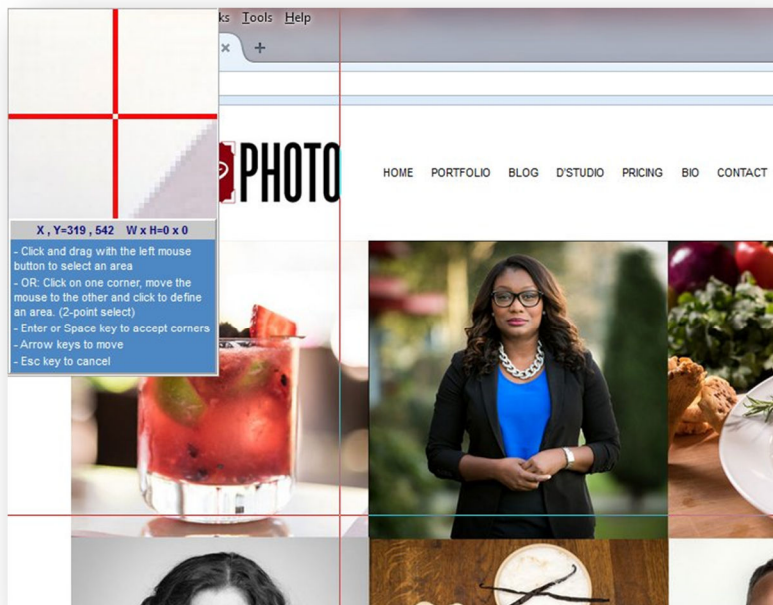 Tools Help
PHOTO
HOME PORTFOLIO BLOG D'STUDIO PRICING BIO CONTACT
X , Y=319 , 542 W x H=0 x 0
- Click and drag with the left mouse
button to select an area
- OR: Click on one corner, move the
mouse to the other and click to define
an area. (2-point select)
- Enter or Space key to accept corners
- Arrow keys to move
- Esc key to cancel